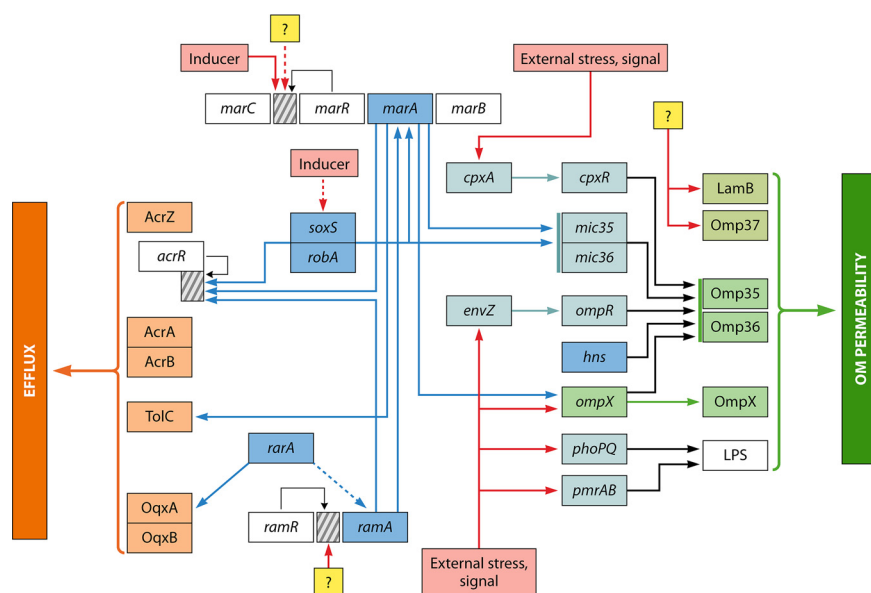 ?
Inducer
External stress, signal
marC
marR
marA
marB
?
Inducer
cpxA
cpxR
LamB
AcrZ
soxS
mic35
Omp37
acrR
robA
mic36
EFFLUX
Omp35
envZ
ompR
Omp36
OM PERMEABILITY
AcrA
AcrB
hns
TolC
ompX
OmpX
rarA
phoPQ
LPS
pmrAB
OqxA
OqxB
ramR
ramA
External stress,
signal
?